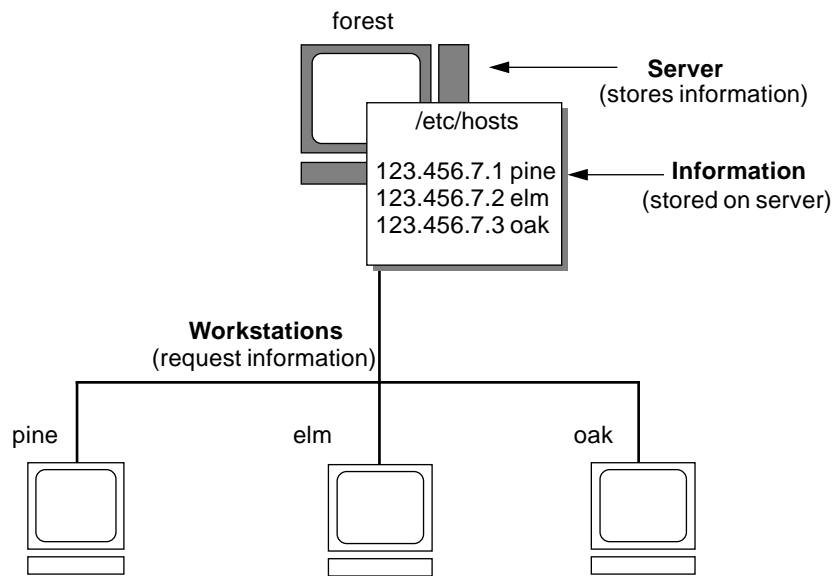 forest
Server
(stores information)
/etc/hosts
123.456.7.1 pine
123.456.7.2 elm
123.456.7.3 oak
Information
(stored on server)
Workstations
(request information)
pine
elm
oak